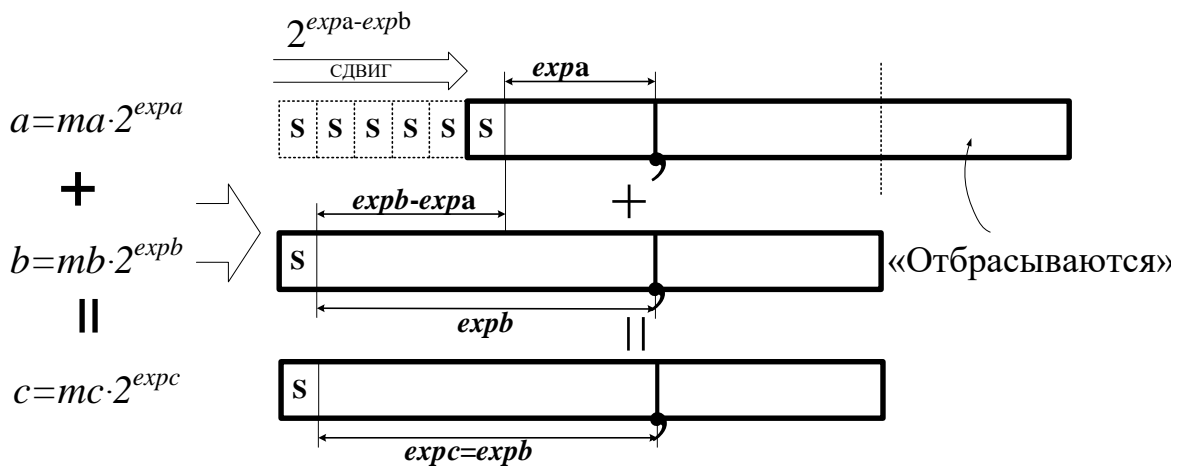 2^{expa-expb}
СДВИГ
expa
a=ma·2^{expa}
S S S S S S
,
+
expb-expa
+
b=mb·2^{expb}
S
«Отбрасываются»
,
expb
=
=
c=mc·2^{expc}
S
,
expc=expb